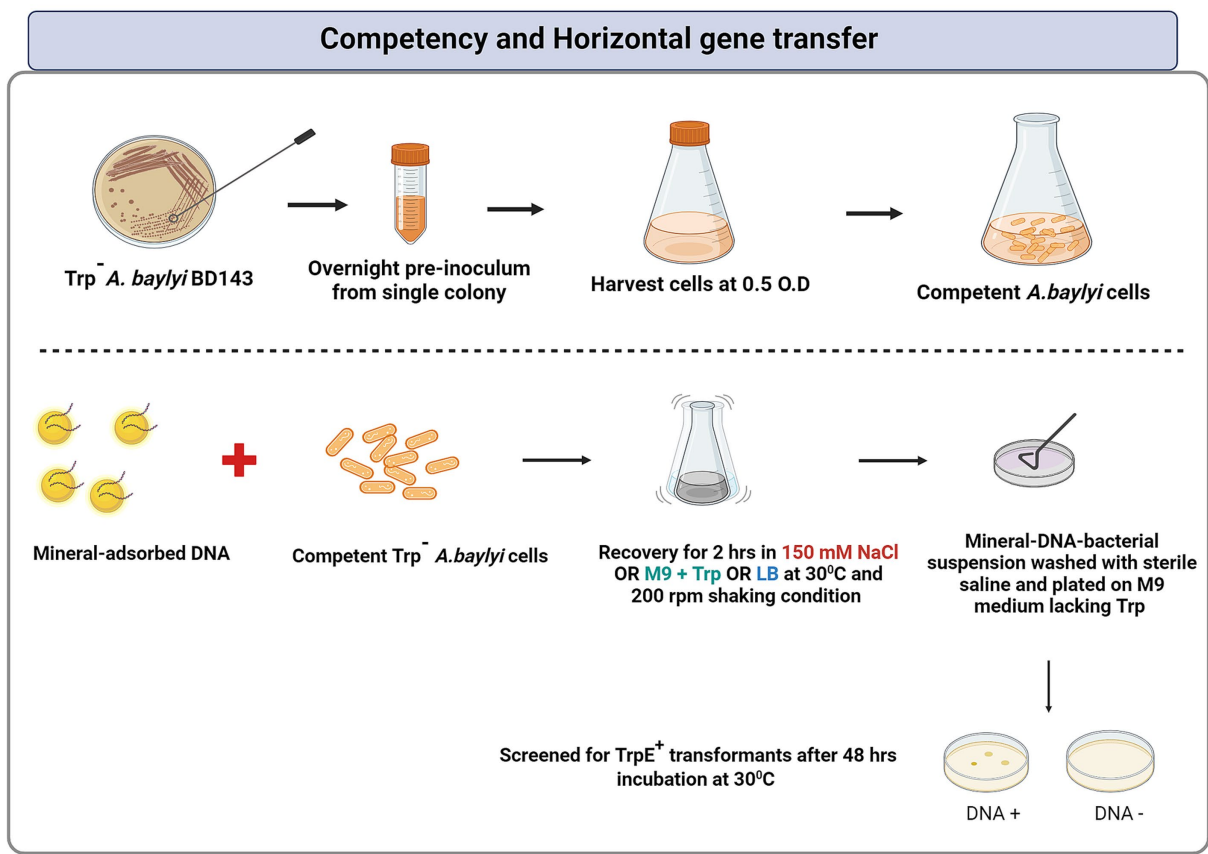 Competency and Horizontal gene transfer
Trp⁻ A. baylyi BD143
Overnight pre-inoculum
from single colony
Harvest cells at 0.5 O.D
Competent A.baylyi cells
Mineral-adsorbed DNA
Competent Trp⁻ A.baylyi cells
Recovery for 2 hrs in 150 mM NaCl
OR M9 + Trp OR LB at 30⁰C and
200 rpm shaking condition
Mineral-DNA-bacterial
suspension washed with sterile
saline and plated on M9
medium lacking Trp
Screened for TrpE⁺ transformants after 48 hrs
incubation at 30⁰C
DNA +
DNA -